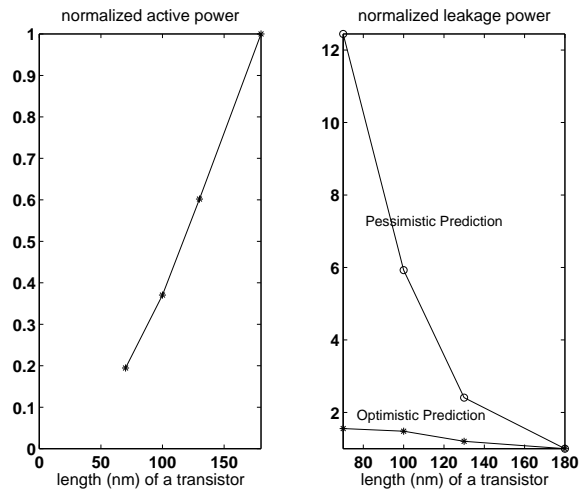 normalized active power
1
0.9
0.8
0.7
0.6
0.5
0.4
0.3
0.2
0.1
0
0 50 100 150
length (nm) of a transistor
normalized leakage power
12
10
8
Pessimistic Prediction
6
4
2
Optimistic Prediction
80 100 120 140 160 180
length (nm) of a transistor